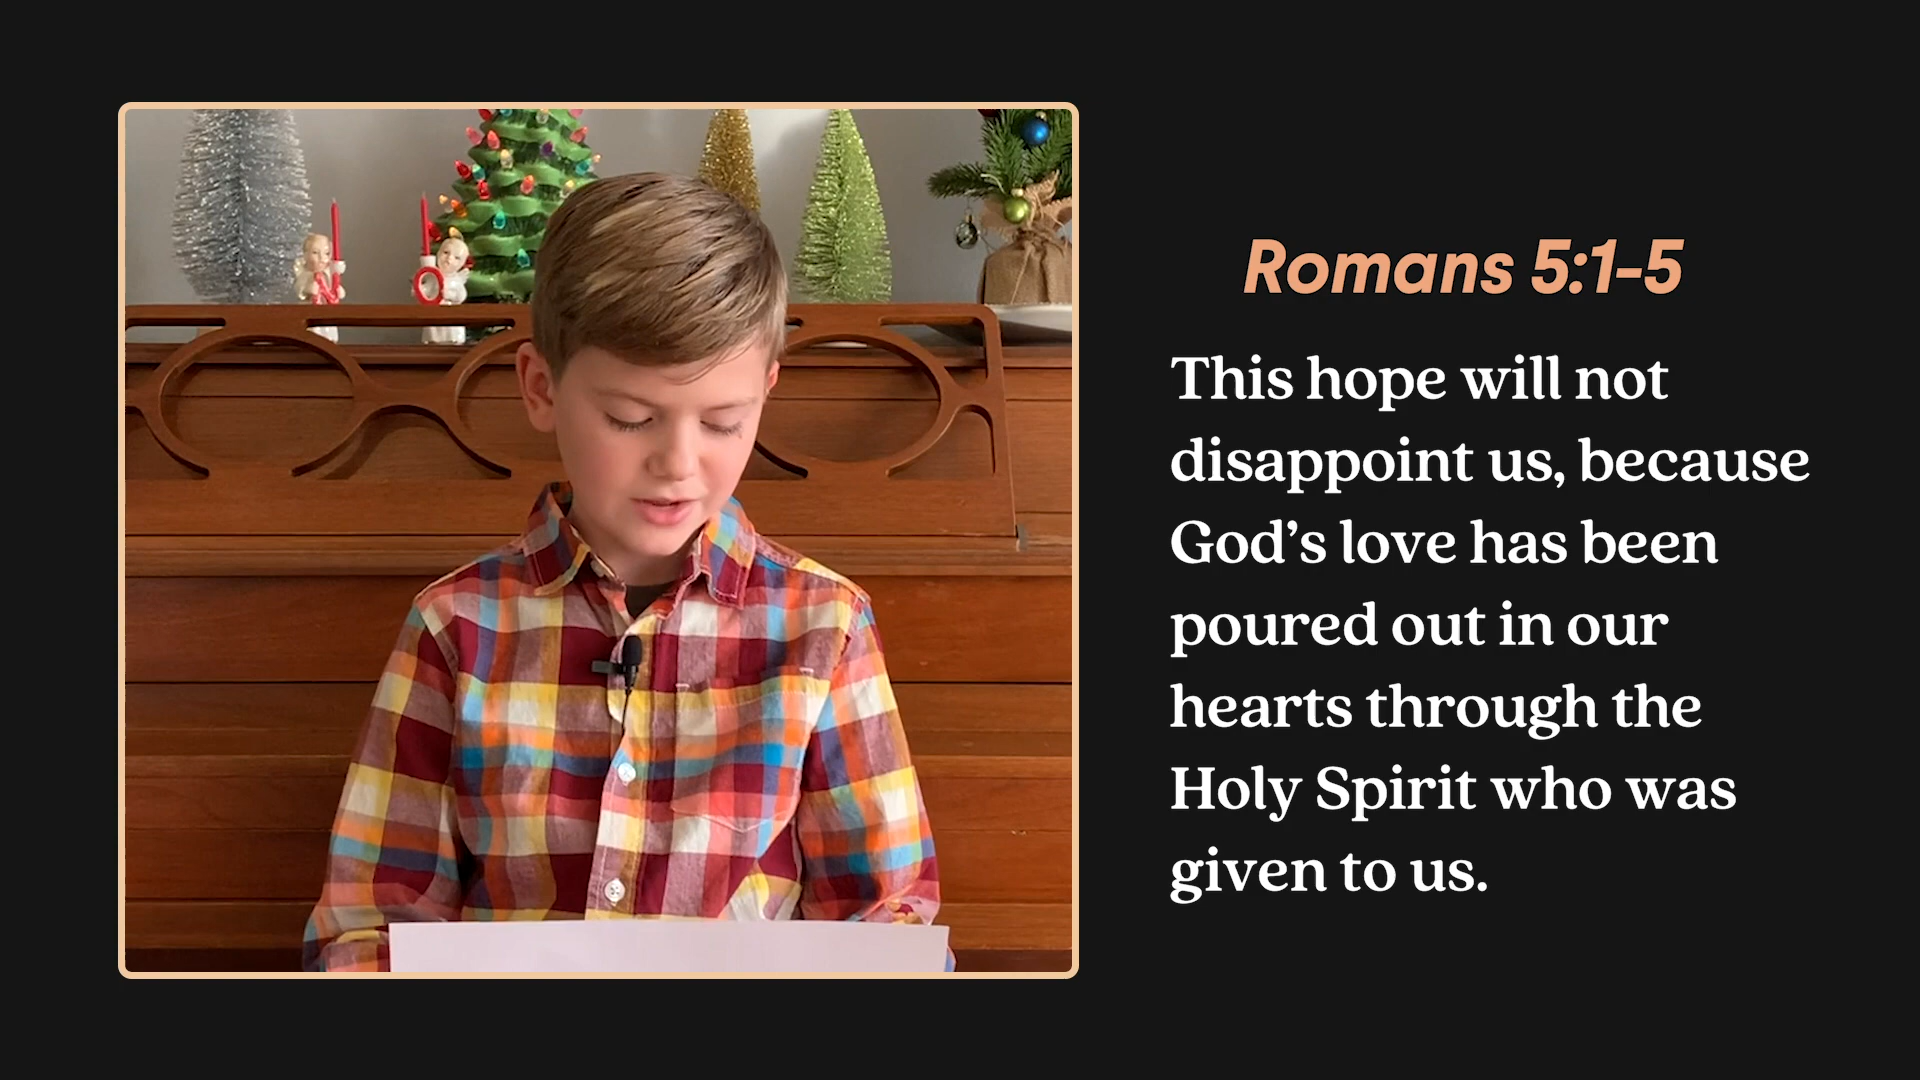 Romans 5:1-5
This hope will not
disappoint us, because
God’s love has been
poured out in our
hearts through the
Holy Spirit who was
given to us.
N O